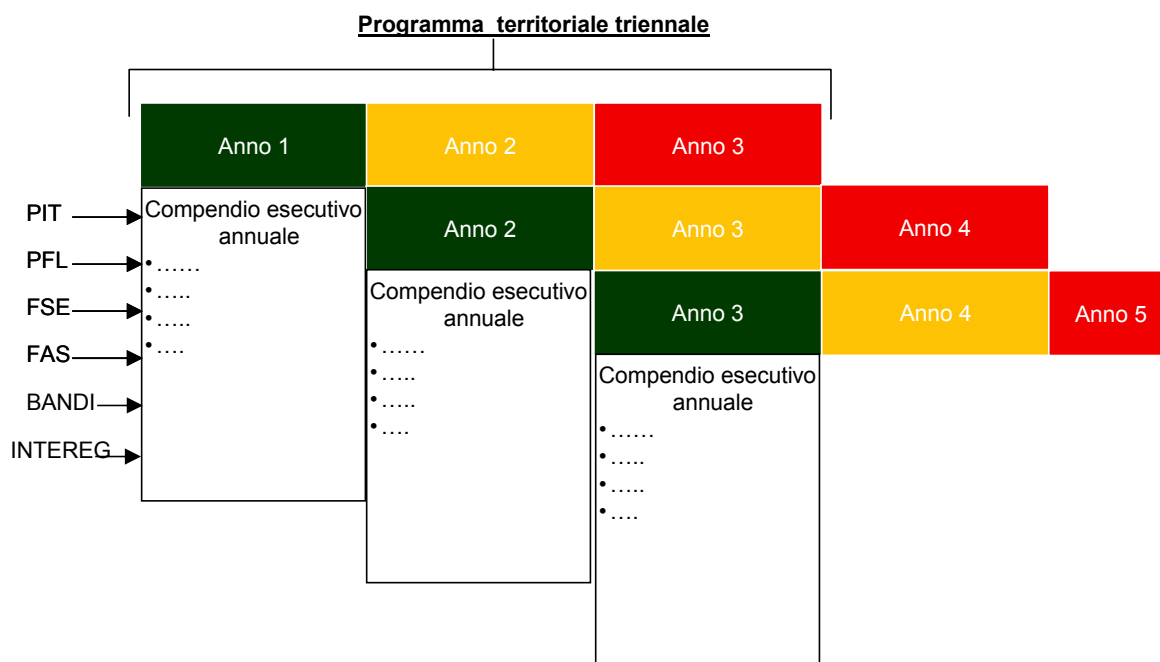 Programma territoriale triennale
Anno 1
Anno 2
Anno 3
PIT
PFL
FSE
FAS
BANDI
INTEREG
Compendio esecutivo
annuale
• ......
• .....
• .....
• ....
Anno 2
Anno 3
Anno 4
Compendio esecutivo
annuale
• ......
• .....
• .....
• ....
Anno 3
Anno 4
Anno 5
Compendio esecutivo
annuale
• ......
• .....
• .....
• ....